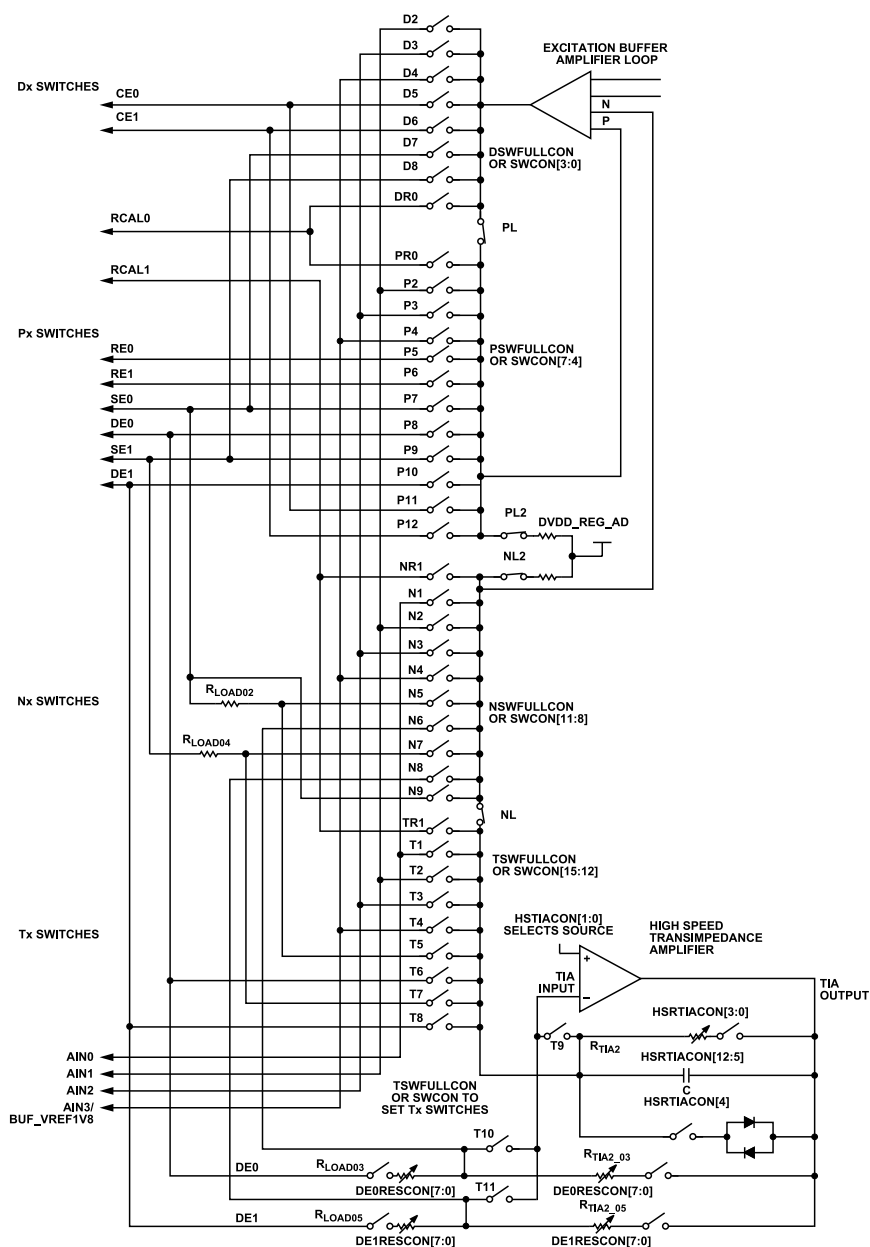 D2
D3
EXCITATION BUFFER
AMPLIFIER LOOP
D4
Dx SWITCHES
CE0
D5
N
CE1
D6
P
D7
DSWFULLCON
OR SWCON[3:0]
D8
DR0
RCAL0
PL
PR0
RCAL1
P2
P3
Px SWITCHES
P4
PSWFULLCON
OR SWCON[7:4]
RE0
P5
RE1
P6
SE0
P7
DE0
P8
SE1
P9
DE1
P10
P11
PL2
DVDD_REG_AD
P12
NL2
NR1
N1
N2
N3
N4
Nx SWITCHES
RLOAD02
N5
NSWFULLCON
OR SWCON[11:8]
N6
RLOAD04
N7
N8
N9
NL
TR1
T1
TSWFULLCON
OR SWCON[15:12]
T2
T3
Tx SWITCHES
T4
HSTIACON[1:0]
SELECTS SOURCE
HIGH SPEED
TRANSIMPEDANCE
AMPLIFIER
T5
+
TIA
INPUT
–
TIA
OUTPUT
T6
T7
T8
HSRTIACON[3:0]
T9
RTIA2
HSRTIACON[12:5]
C
HSRTIACON[4]
AIN0
AIN1
AIN2
AIN3/
BUF_VREF1V8
TSWFULLCON
OR SWCON TO
SET Tx SWITCHES
T10
DE0
RLOAD03
RTIA2_03
DE0RESCON[7:0]
DE0RESCON[7:0]
T11
DE1
RLOAD05
RTIA2_05
DE1RESCON[7:0]
DE1RESCON[7:0]